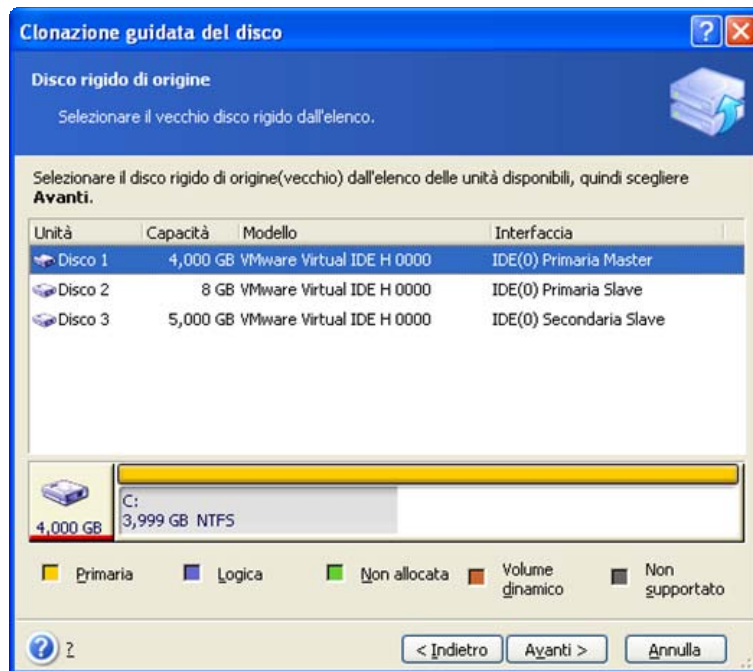 Clonazione guidata del disco
?
Disco rigido di origine
Selezionare il vecchio disco rigido dall'elenco.
Selezionare il disco rigido di origine(vecchio) dall'elenco delle unità disponibili, quindi scegliere
Avanti.
Unità Capacità Modello Interfaccia
Disco 1 4,000 GB VMware Virtual IDE H 0000 IDE(0) Primaria Master
Disco 2 8 GB VMware Virtual IDE H 0000 IDE(0) Primaria Slave
Disco 3 5,000 GB VMware Virtual IDE H 0000 IDE(0) Secondaria Slave
C:
4,000 GB 3,999 GB NTFS
Primaria Logica Non allocata Volume dinamico Non supportato
? ? < Indietro Avanti > Annulla